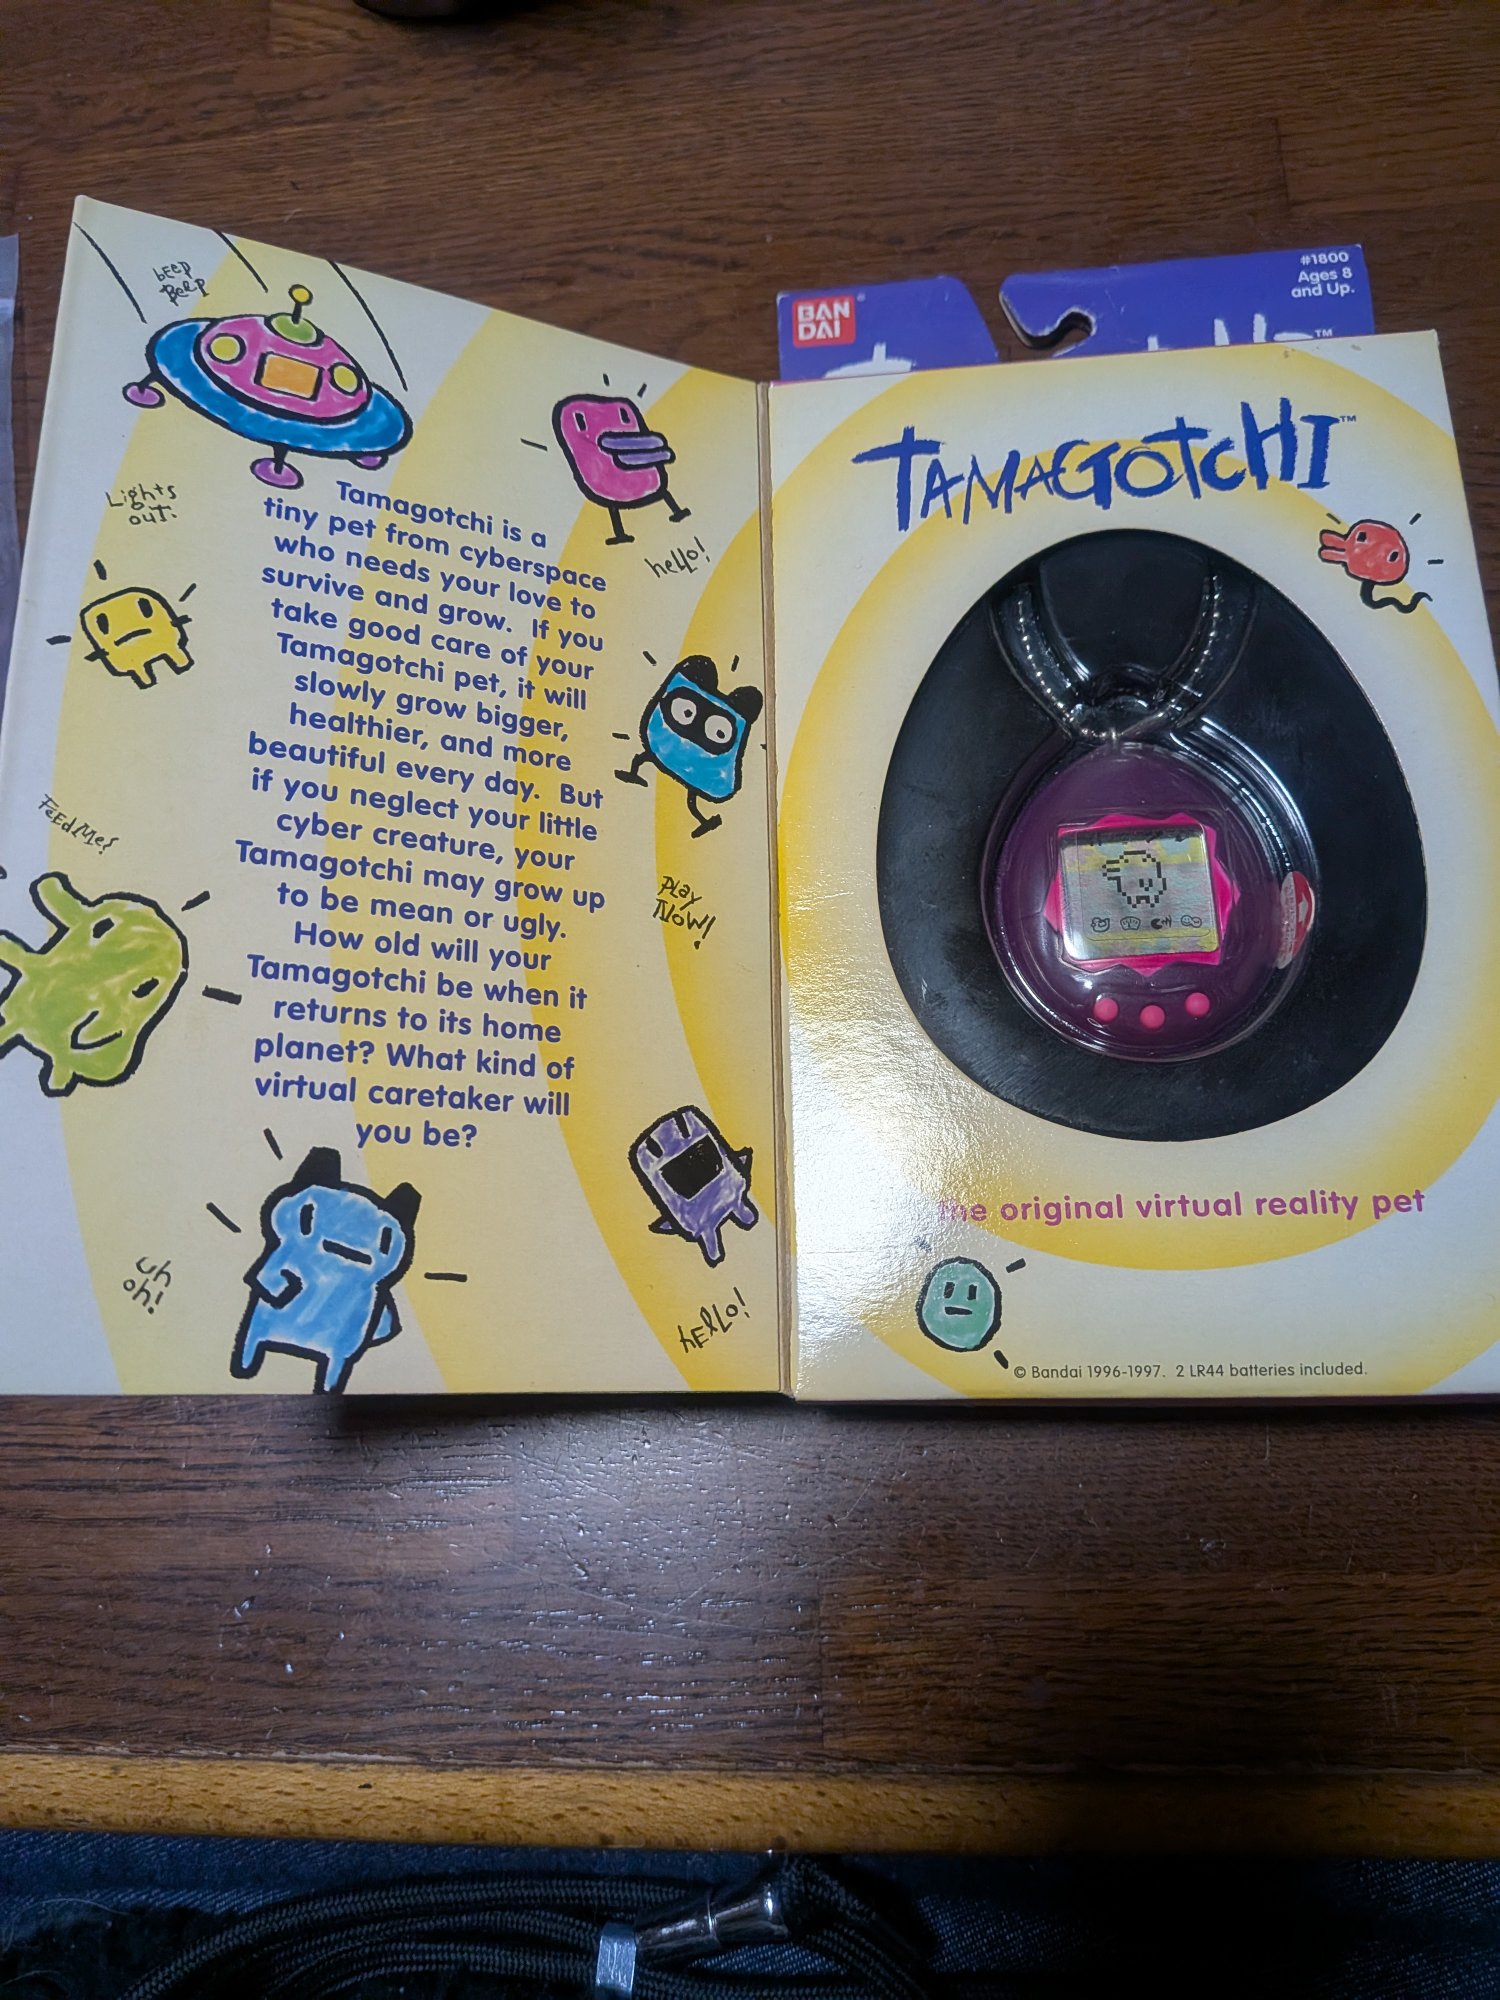 beep
Beep
Lights
out.
hello!
Tamagotchi is a
tiny pet from cyberspace
who needs your love to
survive and grow. If you
take good care of your
Tamagotchi pet, it will
slowly grow bigger,
healthier, and more
beautiful every day. But
if you neglect your little
cyber creature, your
Tamagotchi may grow up
to be mean or ugly.
How old will your
Tamagotchi be when it
returns to its home
planet? What kind of
virtual caretaker will
you be?
Feed Me!
Play
Now!
uh
oh!
hello!
BAN
DAI
#1800
Ages 8
and Up.
TM
TAMAGOTCHI™
The original virtual reality pet
© Bandai 1996-1997. 2 LR44 batteries included.